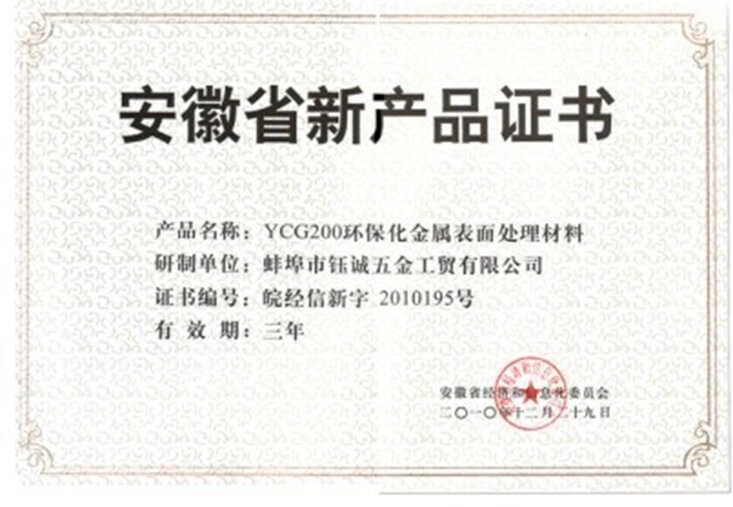 安徽省新产品证书
产品名称：YCG200环保化金属表面处理材料
研制单位：蚌埠市钰诚五金工贸有限公司
证书编号：皖经信新字 2010195号
有 效 期：三年
安徽省经济和信息化委员会
二〇一〇年十二月二十九日